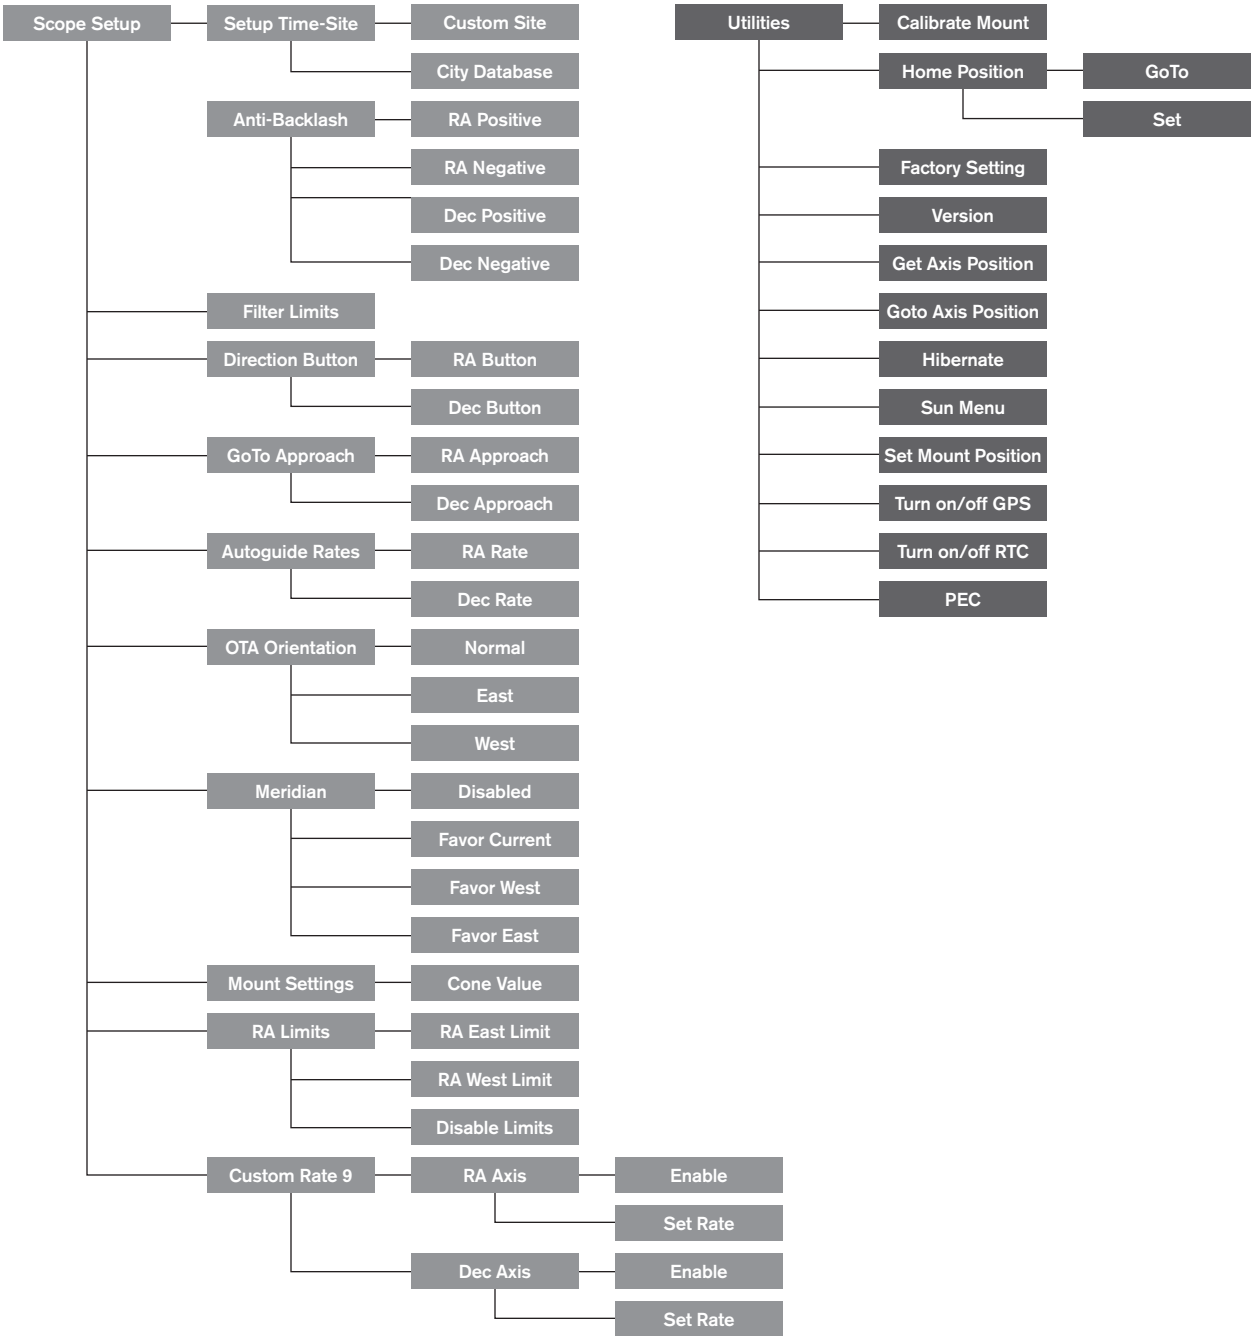 Scope Setup
Setup Time-Site
Custom Site
City Database
Anti-Backlash
RA Positive
RA Negative
Dec Positive
Dec Negative
Filter Limits
Direction Button
RA Button
Dec Button
GoTo Approach
RA Approach
Dec Approach
Autoguide Rates
RA Rate
Dec Rate
OTA Orientation
Normal
East
West
Meridian
Disabled
Favor Current
Favor West
Favor East
Mount Settings
Cone Value
RA Limits
RA East Limit
RA West Limit
Disable Limits
Custom Rate 9
RA Axis
Enable
Set Rate
Dec Axis
Enable
Set Rate
Utilities
Calibrate Mount
Home Position
GoTo
Set
Factory Setting
Version
Get Axis Position
Goto Axis Position
Hibernate
Sun Menu
Set Mount Position
Turn on/off GPS
Turn on/off RTC
PEC